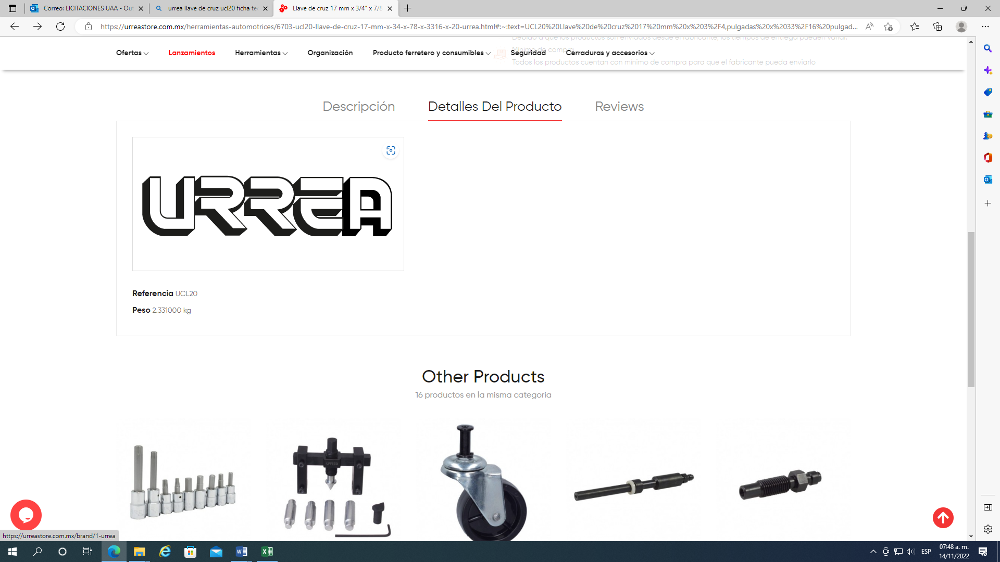 Correo: LICITACIONES UAA - Out
urrea llave de cruz ucl20 ficha tec
Llave de cruz 17 mm x 3/4" x 7/8
https://urreastore.com.mx/herramientas-automotrices/6703-ucl20-llave-de-cruz-17-mm-x-34-x-78-x-3316-x-20-urrea.html#:~:text=UCL20%20Llave%20de%20cruz%2017%20mm%20x%203%2F4,pulgadas%20x%2033%2F16%20pulgad...
Debido a que los productos son enviados desde el fabricante, los tiempos de entrega pueden variar.
Mínimo de compra
Ofertas Lanzamientos Herramientas Organización Producto ferretero y consumibles Seguridad Cerraduras y accesorios
Todos los productos cuentan con mínimo de compra para que el fabricante pueda enviarlo
Descripción Detalles Del Producto Reviews
URREA
Referencia UCL20
Peso 2.331000 kg
Other Products
16 productos en la misma categoria
URREA
https://urreastore.com.mx/brand/1-urrea
ESP
07:48 a. m.
14/11/2022